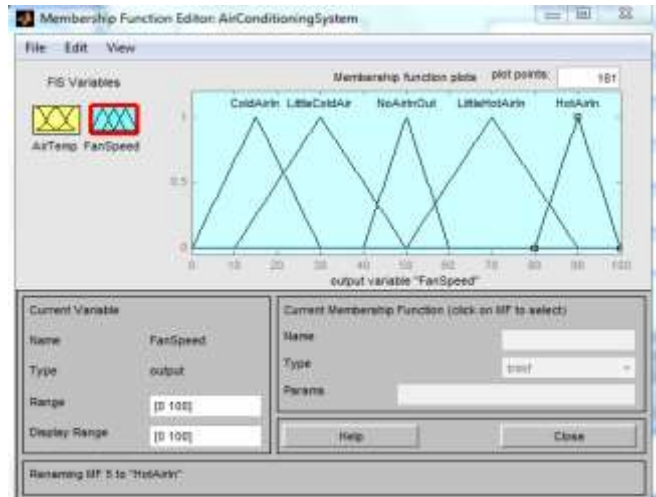 Membership Function Editor: AirConditioningSystem
File Edit View
FIS Variables
Membership function plots plot points: 181
AirTemp FanSpeed
ColdAirIn LittleColdAir NoAirInOut LittleHotAirIn HotAirIn
1
0.5
0
0 10 20 30 40 50 60 70 80 90 100
output variable "FanSpeed"
Current Variable
Name FanSpeed
Type output
Range [0 100]
Display Range [0 100]
Current Membership Function (click on MF to select)
Name
Type trimf
Params
Help Close
Renaming MF 5 to "HotAirIn"